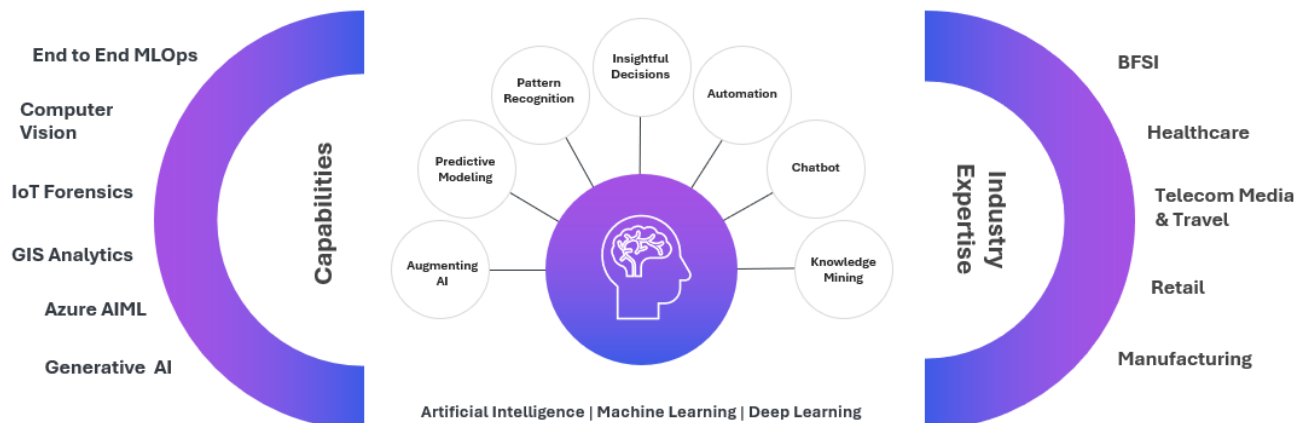 End to End MLOps
Computer
Vision
IoT Forensics
GIS Analytics
Azure AIML
Generative AI
Capabilities
Augmenting
AI
Predictive
Modeling
Pattern
Recognition
Insightful
Decisions
Automation
Chatbot
Knowledge
Mining
Artificial Intelligence | Machine Learning | Deep Learning
Industry
Expertise
BFSI
Healthcare
Telecom Media
& Travel
Retail
Manufacturing